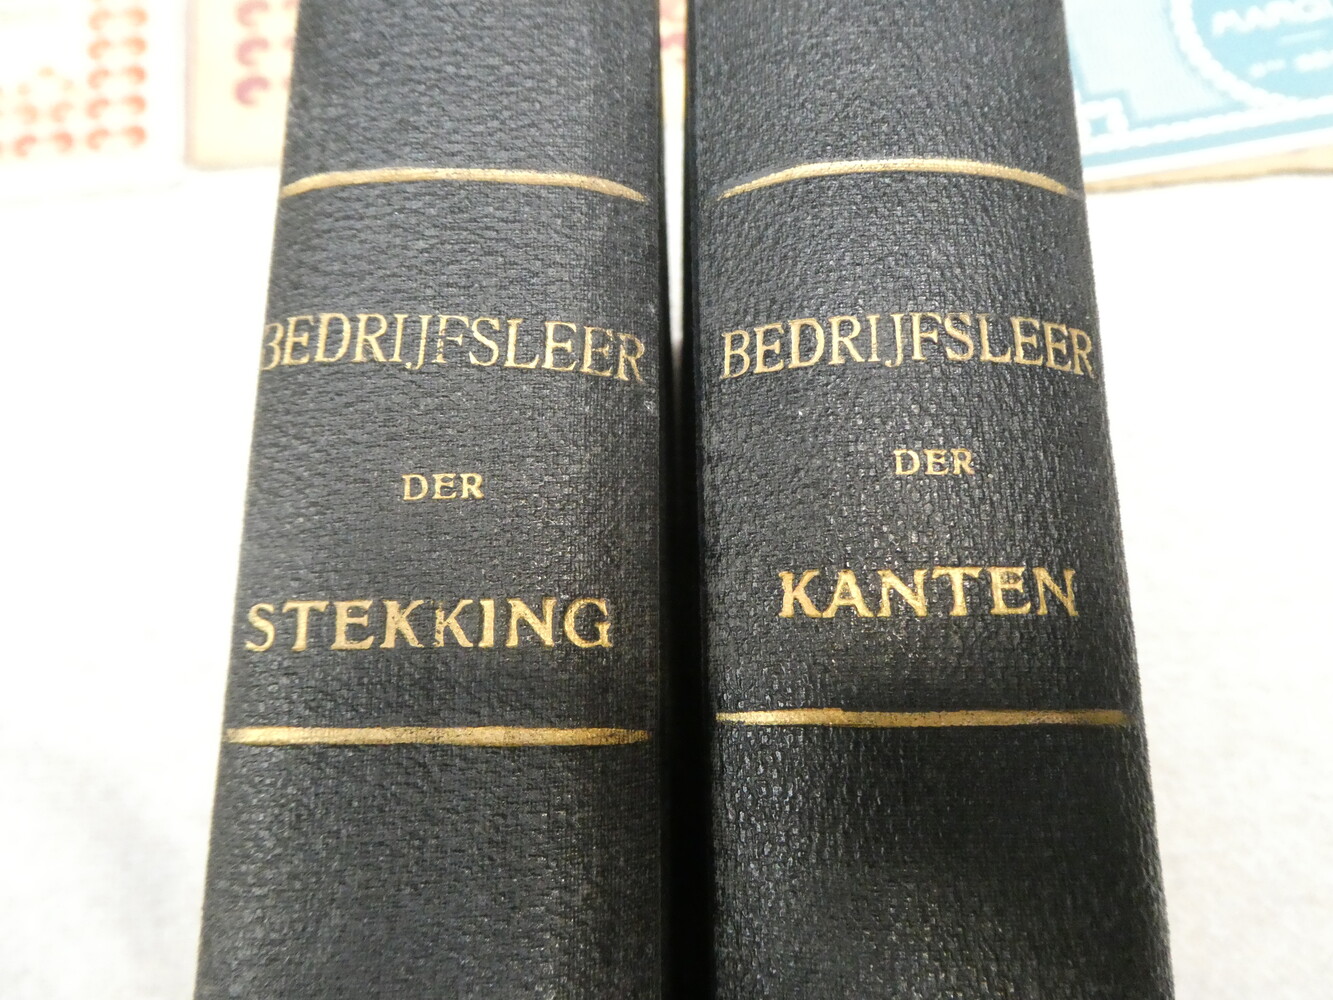 BEDRIJFSLEER
DER
STEKKING
BEDRIJFSLEER
DER
KANTEN